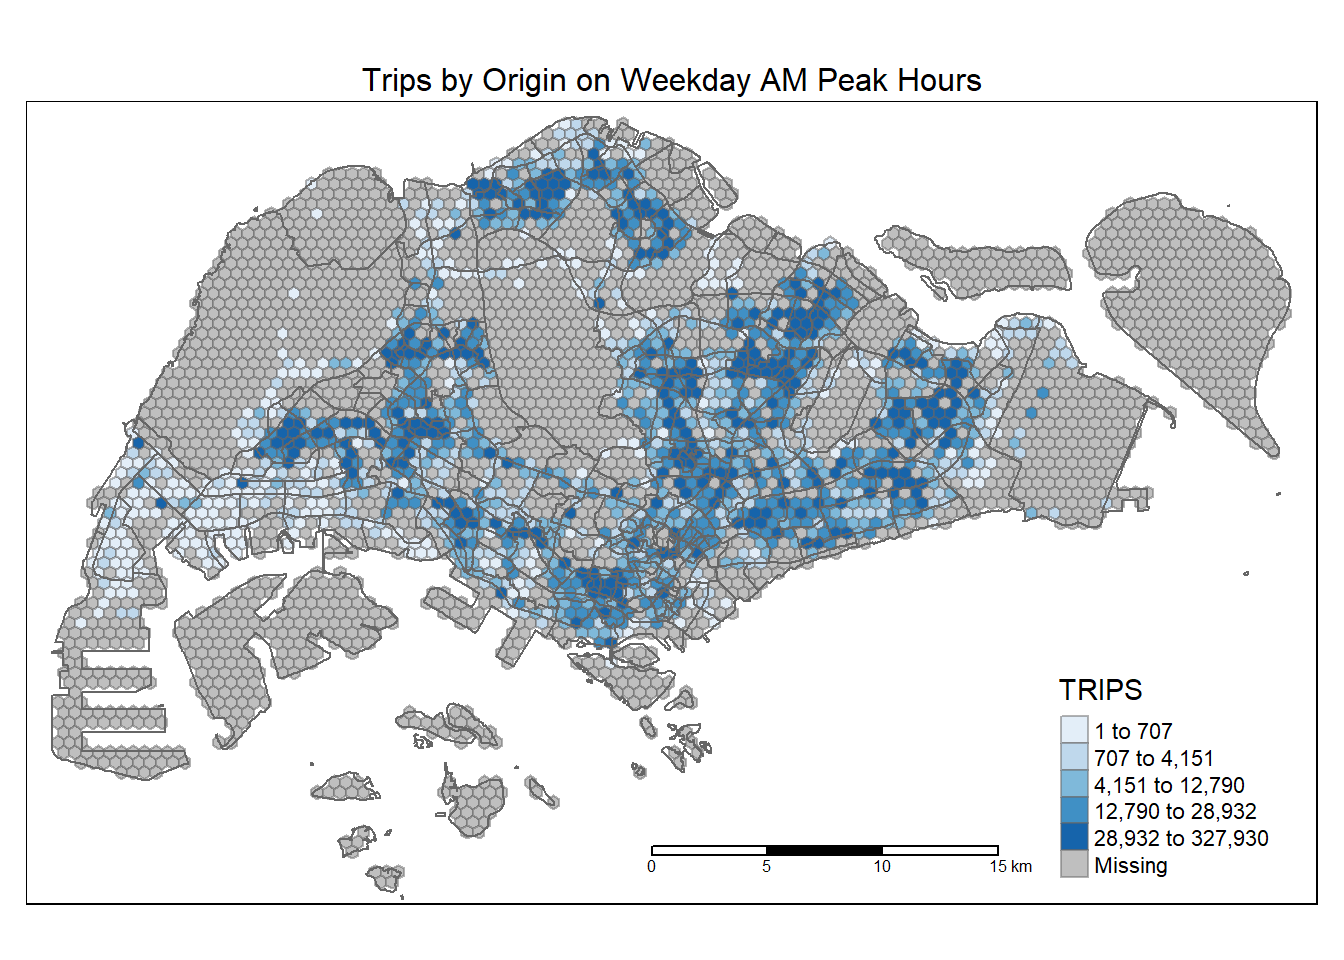 Trips by Origin on Weekday AM Peak Hours
TRIPS
1 to 707
707 to 4,151
4,151 to 12,790
12,790 to 28,932
28,932 to 327,930
Missing
0 5 10 15 km